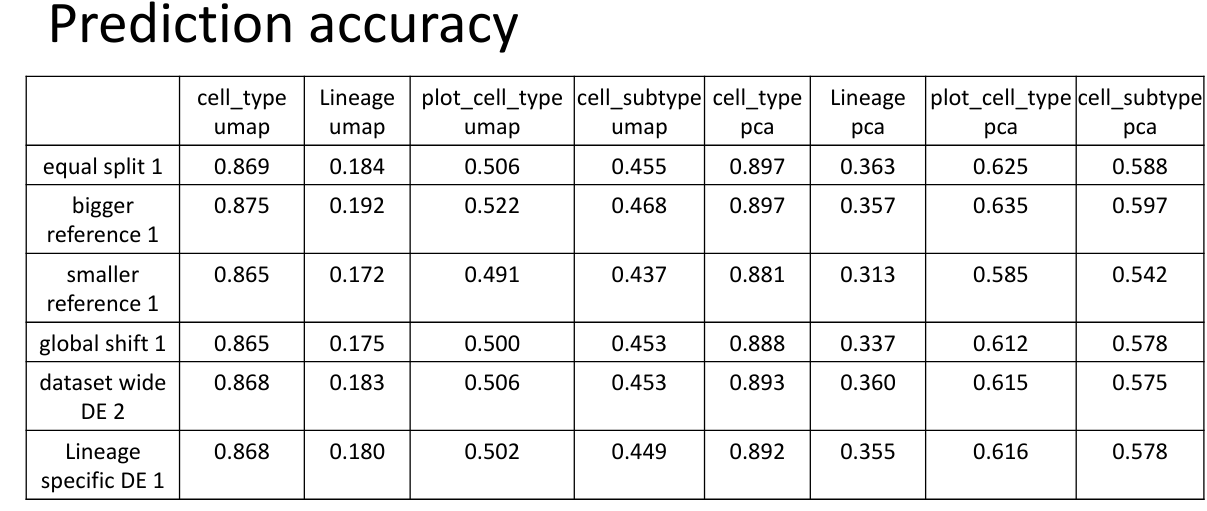 Prediction accuracy
cell_type umap Lineage umap plot_cell_type umap cell_subtype umap cell_type pca Lineage pca plot_cell_type pca cell_subtype pca
equal split 1 0.869 0.184 0.506 0.455 0.897 0.363 0.625 0.588
bigger reference 1 0.875 0.192 0.522 0.468 0.897 0.357 0.635 0.597
smaller reference 1 0.865 0.172 0.491 0.437 0.881 0.313 0.585 0.542
global shift 1 0.865 0.175 0.500 0.453 0.888 0.337 0.612 0.578
dataset wide DE 2 0.868 0.183 0.506 0.453 0.893 0.360 0.615 0.575
Lineage specific DE 1 0.868 0.180 0.502 0.449 0.892 0.355 0.616 0.578